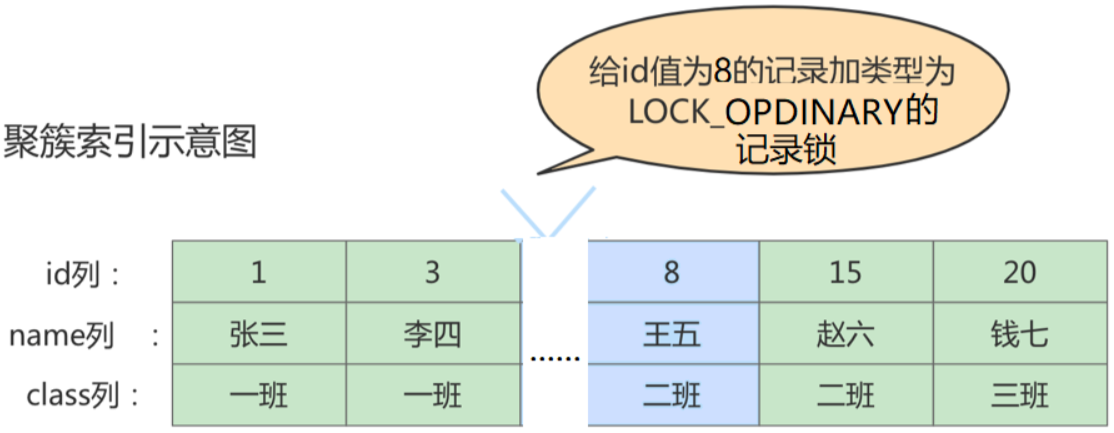 给id值为8的记录加类型为
LOCK_OPDINARY的
记录锁
聚簇索引示意图
id列： 1 3 8 15 20
name列 ： 张三 李四 …… 王五 赵六 钱七
class列： 一班 一班 二班 二班 三班